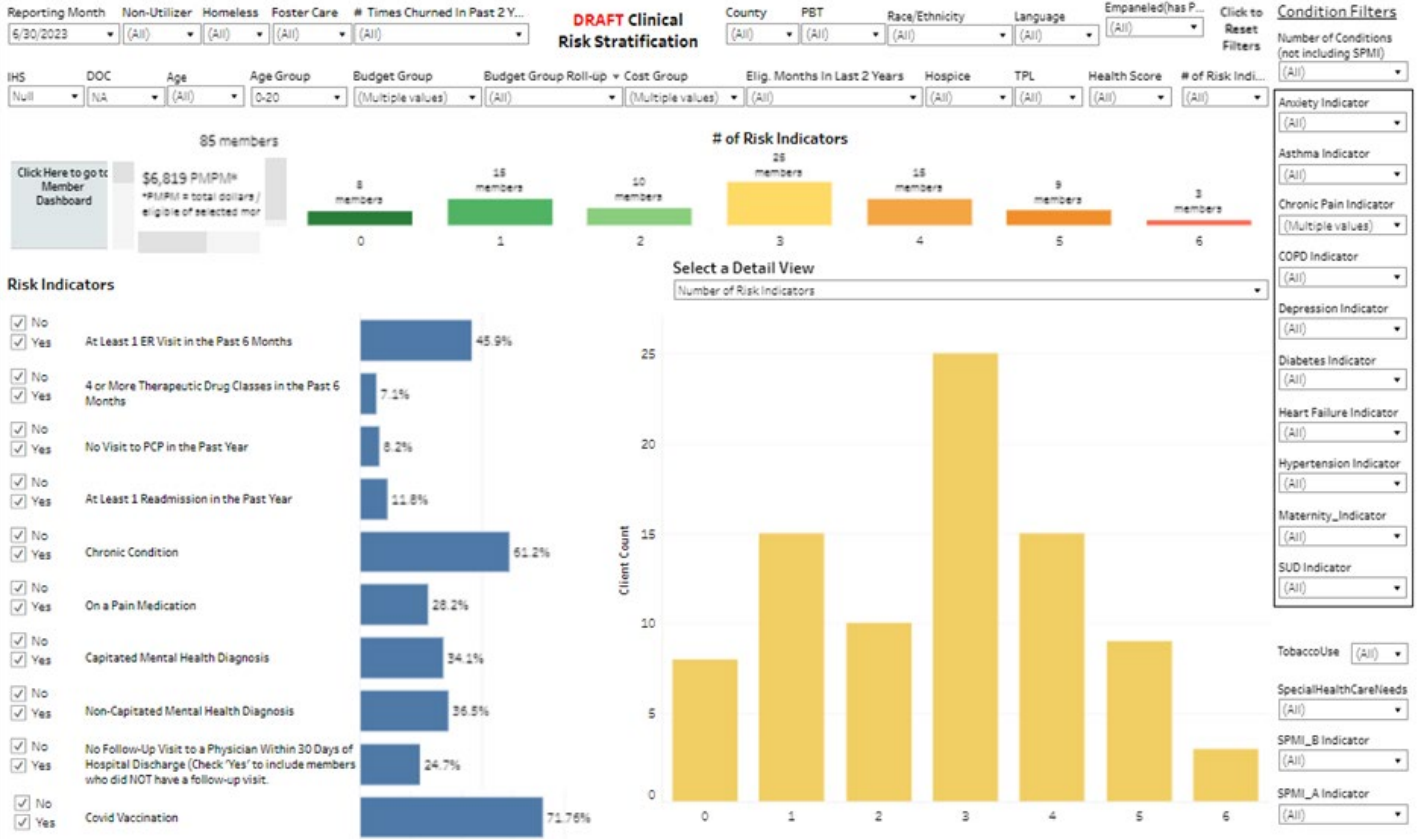 Reporting Month Non-Utilizer Homeless Foster Care # Times Churned In Past 2 Y...
6/30/2023 (All) (All) (All) (All)
DRAFT Clinical
Risk Stratification
County PBT Race/Ethnicity Language Empaneled(has P...
(All) (All) (All) (All) (All)
Click to
Reset
Filters
IHS DOC Age Age Group Budget Group Budget Group Roll-up Cost Group Elig. Months In Last 2 Years Hospice TPL Health Score # of Risk Indi...
Null NA (All) 0-20 (Multiple values) (All) (Multiple values) (All) (All) (All) (All) (All)
85 members
Click Here to go to
Member
Dashboard
$6,819 PMPM*
*PMPM = total dollars /
eligible of selected mor
# of Risk Indicators
8 members
15 members
10 members
25 members
15 members
9 members
3 members
0 1 2 3 4 5 6
Risk Indicators
No
Yes At Least 1 ER Visit in the Past 6 Months 45.9%
No
Yes 4 or More Therapeutic Drug Classes in the Past 6
Months 7.1%
No
Yes No Visit to PCP in the Past Year 8.2%
No
Yes At Least 1 Readmission in the Past Year 11.8%
No
Yes Chronic Condition 61.2%
No
Yes On a Pain Medication 28.2%
No
Yes Capitated Mental Health Diagnosis 34.1%
No
Yes Non-Capitated Mental Health Diagnosis 36.5%
No
Yes No Follow-Up Visit to a Physician Within 30 Days of
Hospital Discharge (Check 'Yes' to include members
who did NOT have a follow-up visit. 24.7%
No
Yes Covid Vaccination 71.76%
Select a Detail View
Number of Risk Indicators
Client Count
25
20
15
10
5
0
0 1 2 3 4 5 6
Condition Filters
Number of Conditions
(not including SPMI)
(All)
Anxiety Indicator
(All)
Asthma Indicator
(All)
Chronic Pain Indicator
(Multiple values)
COPD Indicator
(All)
Depression Indicator
(All)
Diabetes Indicator
(All)
Heart Failure Indicator
(All)
Hypertension Indicator
(All)
Maternity_Indicator
(All)
SUD Indicator
(All)
TobaccoUse (All)
SpecialHealthCareNeeds
(All)
SPMI_B Indicator
(All)
SPMI_A Indicator
(All)